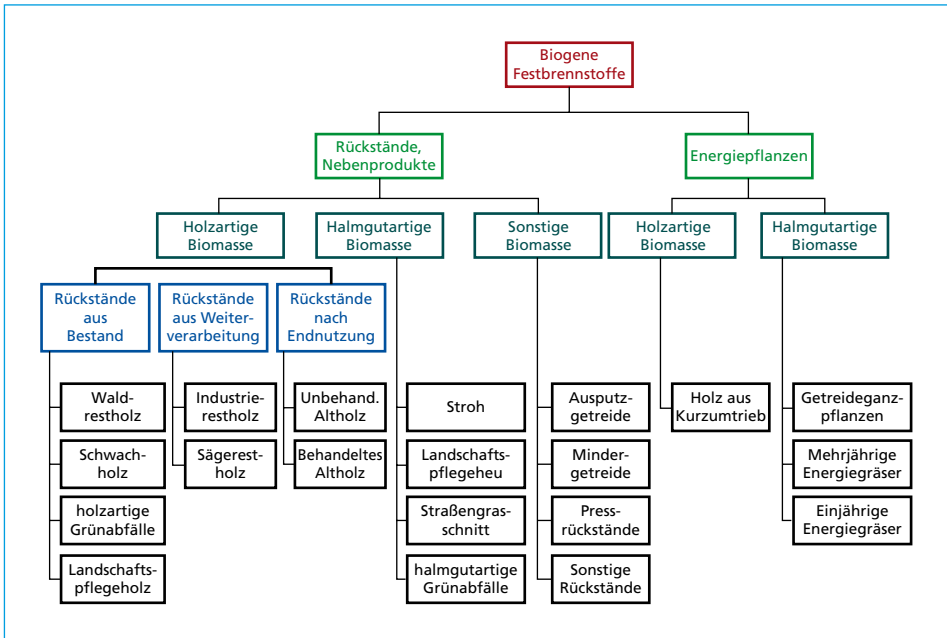 Biogene
Festbrennstoffe
Rückstände,
Nebenprodukte
Energiepflanzen
Holzartige
Biomasse
Halmgutartige
Biomasse
Sonstige
Biomasse
Holzartige
Biomasse
Halmgutartige
Biomasse
Rückstände
aus
Bestand
Rückstände
aus Weiter-
verarbeitung
Rückstände
nach
Endnutzung
Wald-
restholz
Schwach-
holz
holzartige
Grünabfälle
Landschafts-
pflegeholz
Industrie-
restholz
Sägerest-
holz
Unbehand.
Altholz
Behandeltes
Altholz
Stroh
Landschafts-
pflegeheu
Straßengras-
schnitt
halmgutartige
Grünabfälle
Ausputz-
getreide
Minder-
getreide
Press-
rückstände
Sonstige
Rückstände
Holz aus
Kurzumtrieb
Getreideganz-
pflanzen
Mehrjährige
Energiegräser
Einjährige
Energiegräser